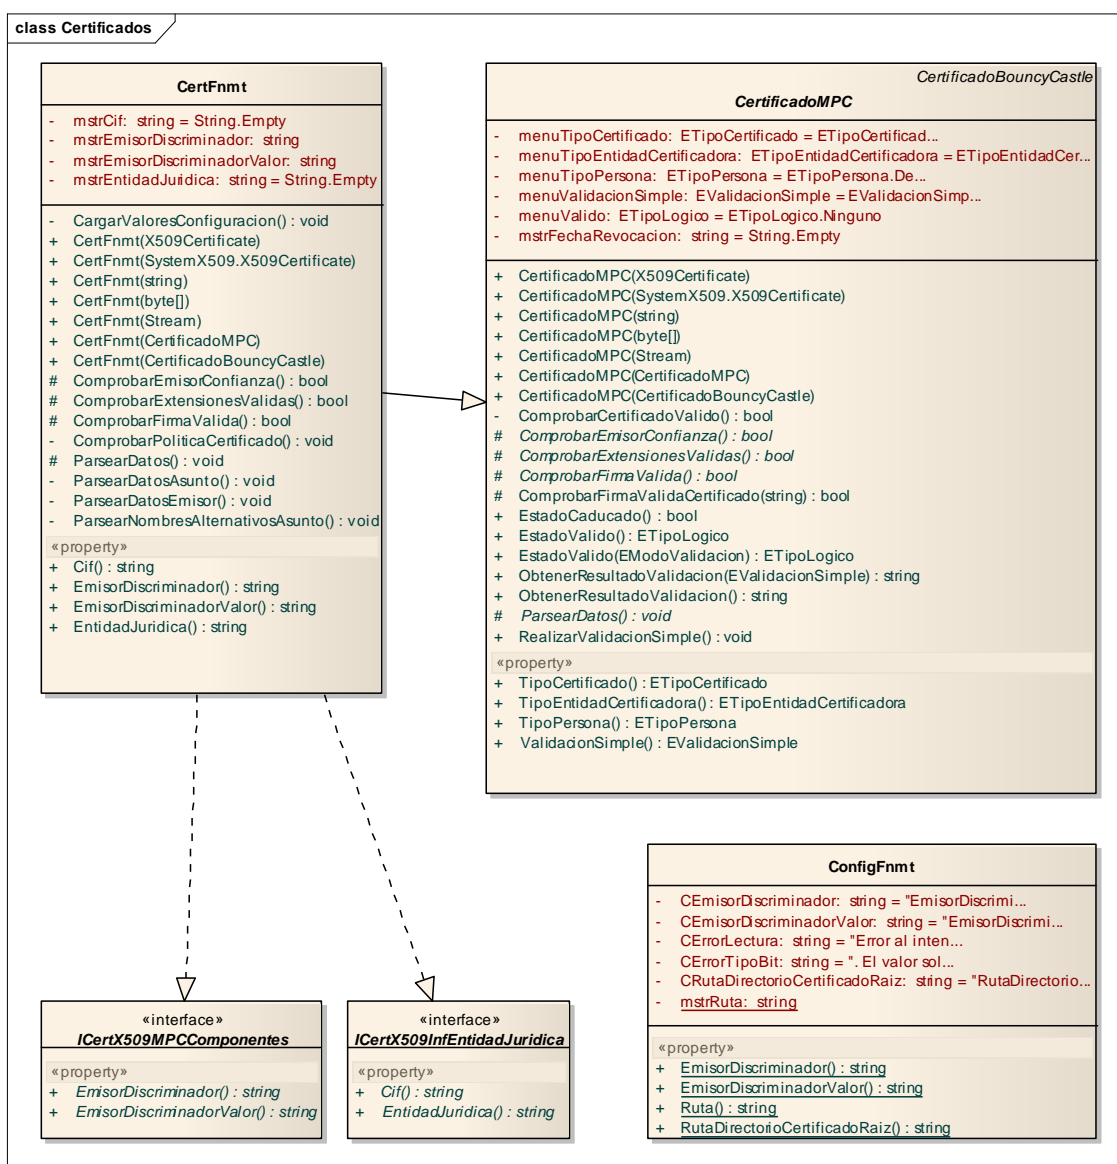 class Certificados
CertFnmt
- mstrCif: string = String.Empty
- mstrEmisorDiscriminador: string
- mstrEmisorDiscriminadorValor: string
- mstrEntidadJuridica: string = String.Empty
- CargarValoresConfiguracion() : void
+ CertFnmt(X509Certificate)
+ CertFnmt(SystemX509.X509Certificate)
+ CertFnmt(string)
+ CertFnmt(byte[])
+ CertFnmt(Stream)
+ CertFnmt(CertificadoMPC)
+ CertFnmt(CertificadoBouncyCastle)
# ComprobarEmisorConfianza() : bool
# ComprobarExtensionesValidas() : bool
# ComprobarFirmaValida() : bool
- ComprobarPoliticaCertificado() : void
# ParsearDatos() : void
- ParsearDatosAsunto() : void
- ParsearDatosEmisor() : void
- ParsearNombresAlternativosAsunto() : void
«property»
+ Cif() : string
+ EmisorDiscriminador() : string
+ EmisorDiscriminadorValor() : string
+ EntidadJuridica() : string
CertificadoBouncyCastle
CertificadoMPC
- menuTipoCertificado: ETipoCertificado = ETipoCertificad...
- menuTipoEntidadCertificadora: ETipoEntidadCertificadora = ETipoEntidadCer...
- menuTipoPersona: ETipoPersona = ETipoPersona.De...
- menuValidacionSimple: EValidacionSimple = EValidacionSimp...
- menuValido: ETipoLogico = ETipoLogico.Ninguno
- mstrFechaRevocacion: string = String.Empty
+ CertificadoMPC(X509Certificate)
+ CertificadoMPC(SystemX509.X509Certificate)
+ CertificadoMPC(string)
+ CertificadoMPC(byte[])
+ CertificadoMPC(Stream)
+ CertificadoMPC(CertificadoMPC)
+ CertificadoMPC(CertificadoBouncyCastle)
- ComprobarCertificadoValido() : bool
# ComprobarEmisorConfianza() : bool
# ComprobarExtensionesValidas() : bool
# ComprobarFirmaValida() : bool
# ComprobarFirmaValidaCertificado(string) : bool
+ EstadoCaducado() : bool
+ EstadoValido() : ETipoLogico
+ EstadoValido(EModoValidacion) : ETipoLogico
+ ObtenerResultadoValidacion(EValidacionSimple) : string
+ ObtenerResultadoValidacion() : string
# ParsearDatos() : void
+ RealizarValidacionSimple() : void
«property»
+ TipoCertificado() : ETipoCertificado
+ TipoEntidadCertificadora() : ETipoEntidadCertificadora
+ TipoPersona() : ETipoPersona
+ ValidacionSimple() : EValidacionSimple
«interface»
ICertX509MPCComponentes
«property»
+ EmisorDiscriminador() : string
+ EmisorDiscriminadorValor() : string
«interface»
ICertX509InfEntidadJuridica
«property»
+ Cif() : string
+ EntidadJuridica() : string
ConfigFnmt
- CEmisorDiscriminador: string = "EmisorDiscrimi...
- CEmisorDiscriminadorValor: string = "EmisorDiscrimi...
- CErrorLectura: string = "Error al inten...
- CErrorTipoBit: string = ". El valor sol...
- CRutaDirectorioCertificadoRaiz: string = "RutaDirectorio...
- mstrRuta: string
«property»
+ EmisorDiscriminador() : string
+ EmisorDiscriminadorValor() : string
+ Ruta() : string
+ RutaDirectorioCertificadoRaiz() : string